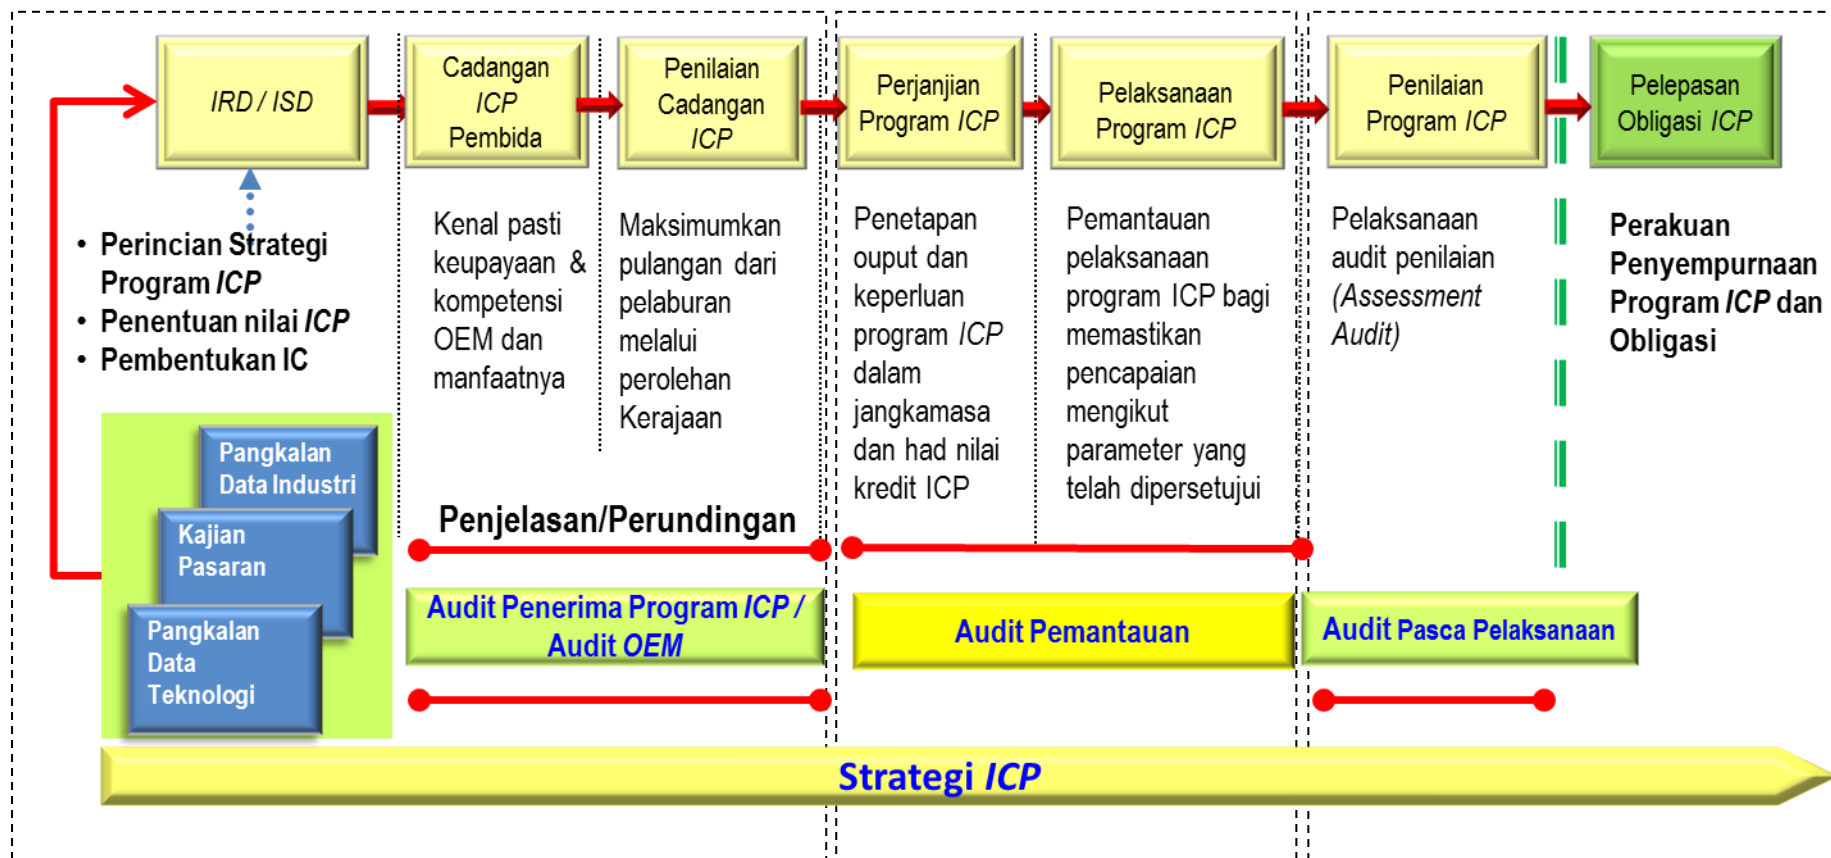 IRD / ISD
Cadangan
ICP
Pembida
Penilaian
Cadangan
ICP
Perjanjian
Program ICP
Pelaksanaan
Program ICP
Penilaian
Program ICP
Pelepasan
Obligasi ICP
• Perincian Strategi
Program ICP
• Penentuan nilai ICP
• Pembentukan IC
Kenal pasti
keupayaan &
kompetensi
OEM dan
manfaatnya
Maksimumkan
pulangan dari
pelaburan
melalui
perolehan
Kerajaan
Penetapan
ouput dan
keperluan
program ICP
dalam
jangkamasa
dan had nilai
kredit ICP
Pemantauan
pelaksanaan
program ICP bagi
memastikan
pencapaian
mengikut
parameter yang
telah dipersetujui
Pelaksanaan
audit penilaian
(Assessment
Audit)
Perakuan
Penyempurnaan
Program ICP dan
Obligasi
Pangkalan
Data Industri
Kajian
Pasaran
Pangkalan
Data
Teknologi
Penjelasan/Perundingan
Audit Penerima Program ICP /
Audit OEM
Audit Pemantauan
Audit Pasca Pelaksanaan
Strategi ICP